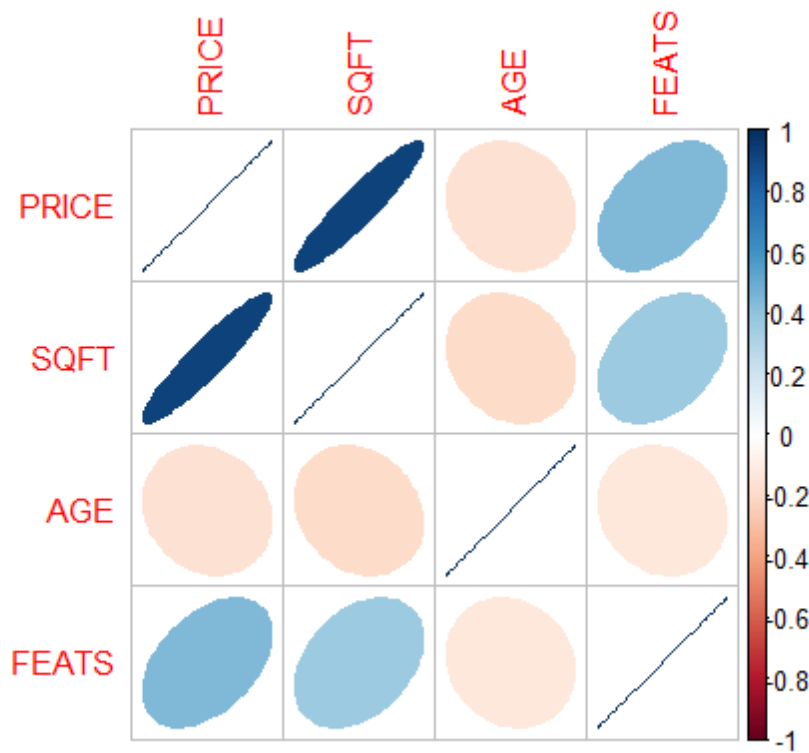 PRICE
SQFT
AGE
FEATS
PRICE
SQFT
AGE
FEATS
1
0.8
0.6
0.4
0.2
0
-0.2
-0.4
-0.6
-0.8
-1